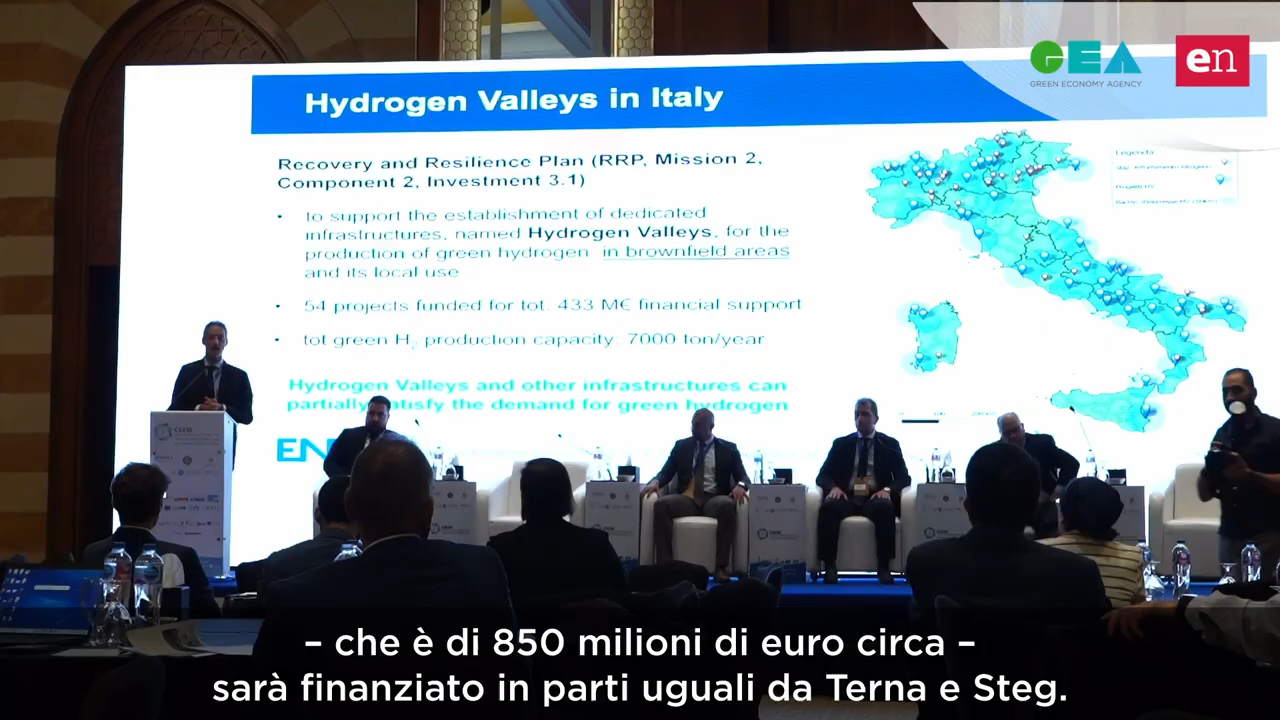 GEA
GREEN ECONOMY AGENCY
en
Hydrogen Valleys in Italy
Recovery and Resilience Plan (RRP, Mission 2,
Component 2, Investment 3.1)
• to support the establishment of dedicated
infrastructures, named Hydrogen Valleys, for the
production of green hydrogen in brownfield areas
and its local use
• 54 projects funded for tot. 433 M€ financial support
• tot green H2 production capacity: 7000 ton/year
Hydrogen Valleys and other infrastructures can
partially satisfy the demand for green hydrogen
Legenda
– che è di 850 milioni di euro circa –
sarà finanziato in parti uguali da Terna e Steg.